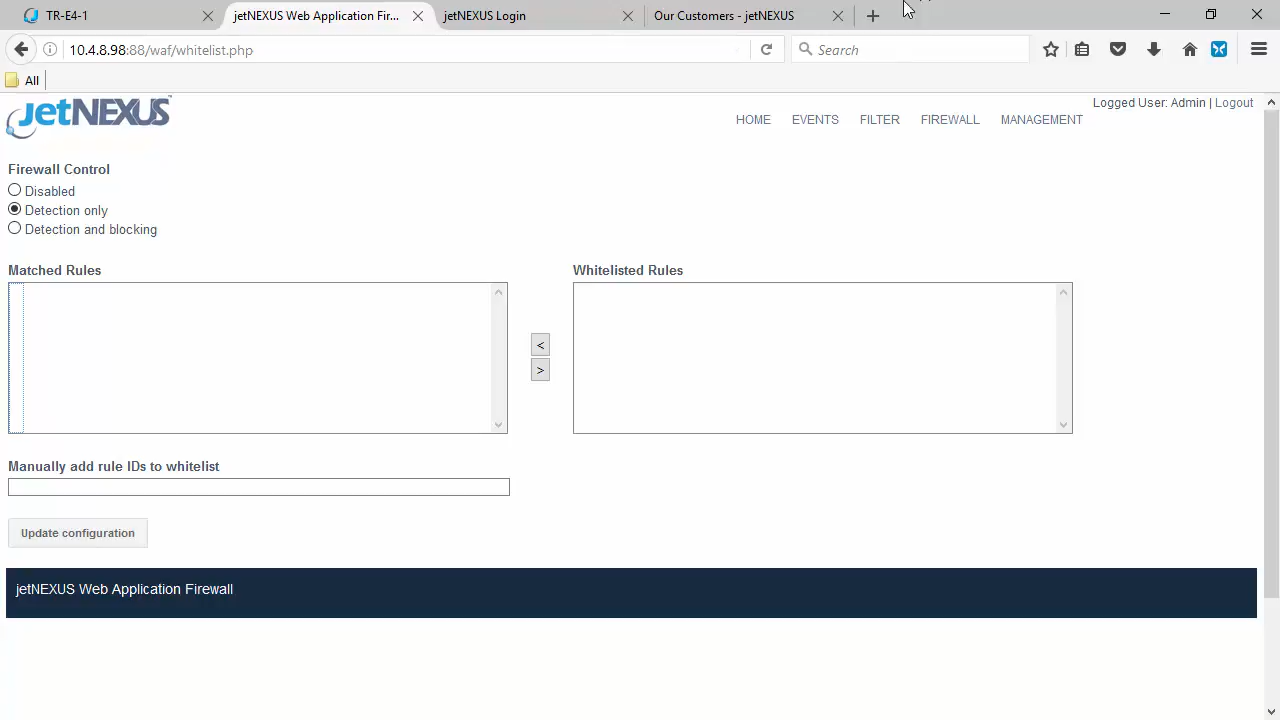 TR-E4-1
jetNEXUS Web Application Fir...
jetNEXUS Login
Our Customers - jetNEXUS
10.4.8.98:88/waf/whitelist.php
Search
All
jetNEXUS™
Logged User: Admin | Logout
HOME EVENTS FILTER FIREWALL MANAGEMENT
Firewall Control
Disabled
Detection only
Detection and blocking
Matched Rules
Whitelisted Rules
<
>
Manually add rule IDs to whitelist
Update configuration
jetNEXUS Web Application Firewall